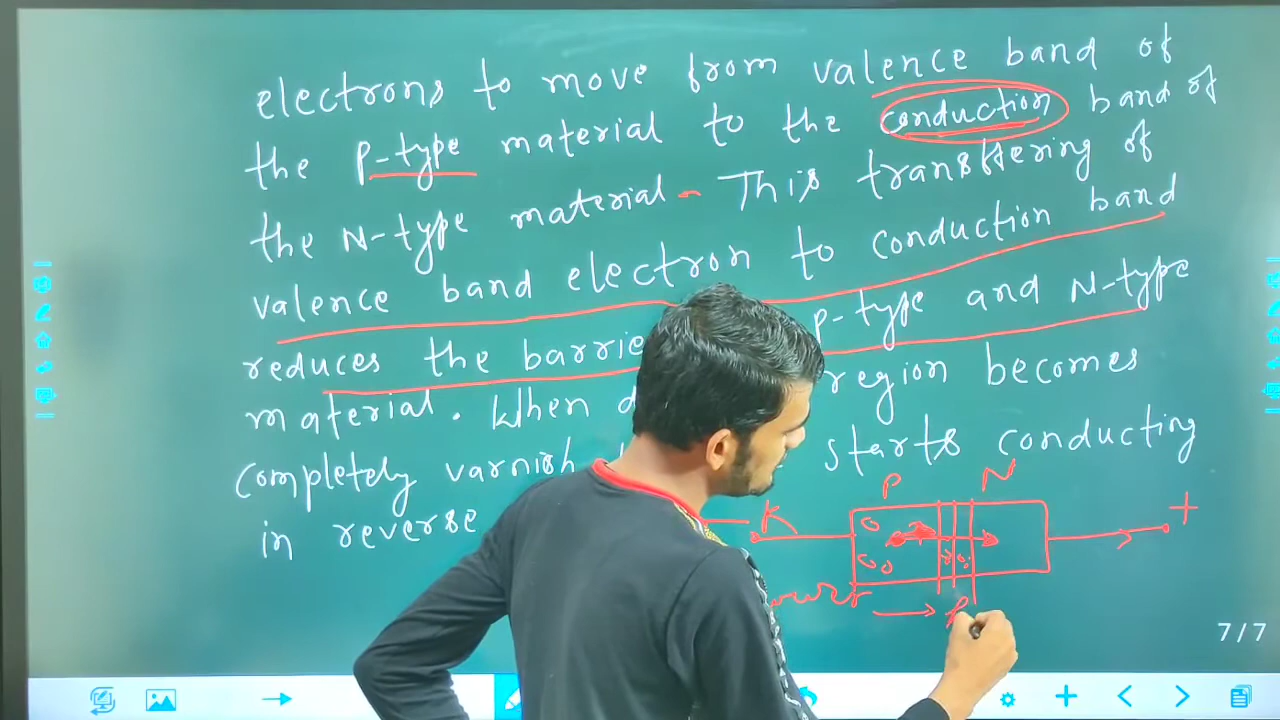 electrons to move from valence band of
the P-type material to the conduction band of
the N-type material - This transfering of
valence band electron to conduction band
reduces the barrie P-type and N-type
material. When region becomes
completely varnish starts conducting
in reverse
P N
K +
7/7